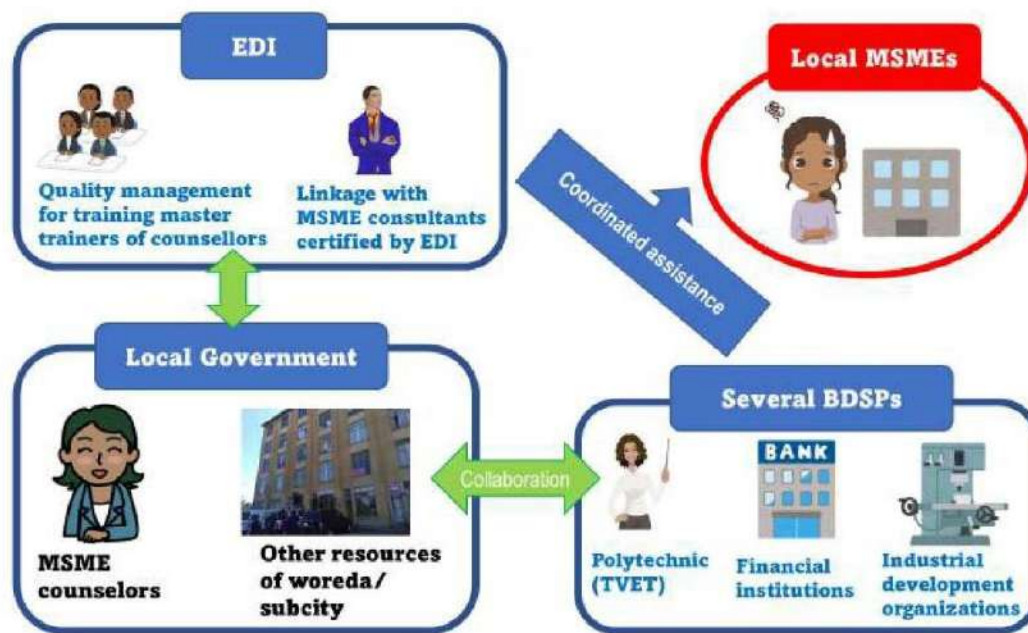 EDI
Quality management
for training master
trainers of counsellors
Linkage with
MSME consultants
certified by EDI
Local MSMEs
Coordinated assistance
Local Government
MSME
counselors
Other resources
of woreda/
subcity
Collaboration
Several BDSPs
BANK
Polytechnic
(TVET)
Financial
institutions
Industrial
development
organizations